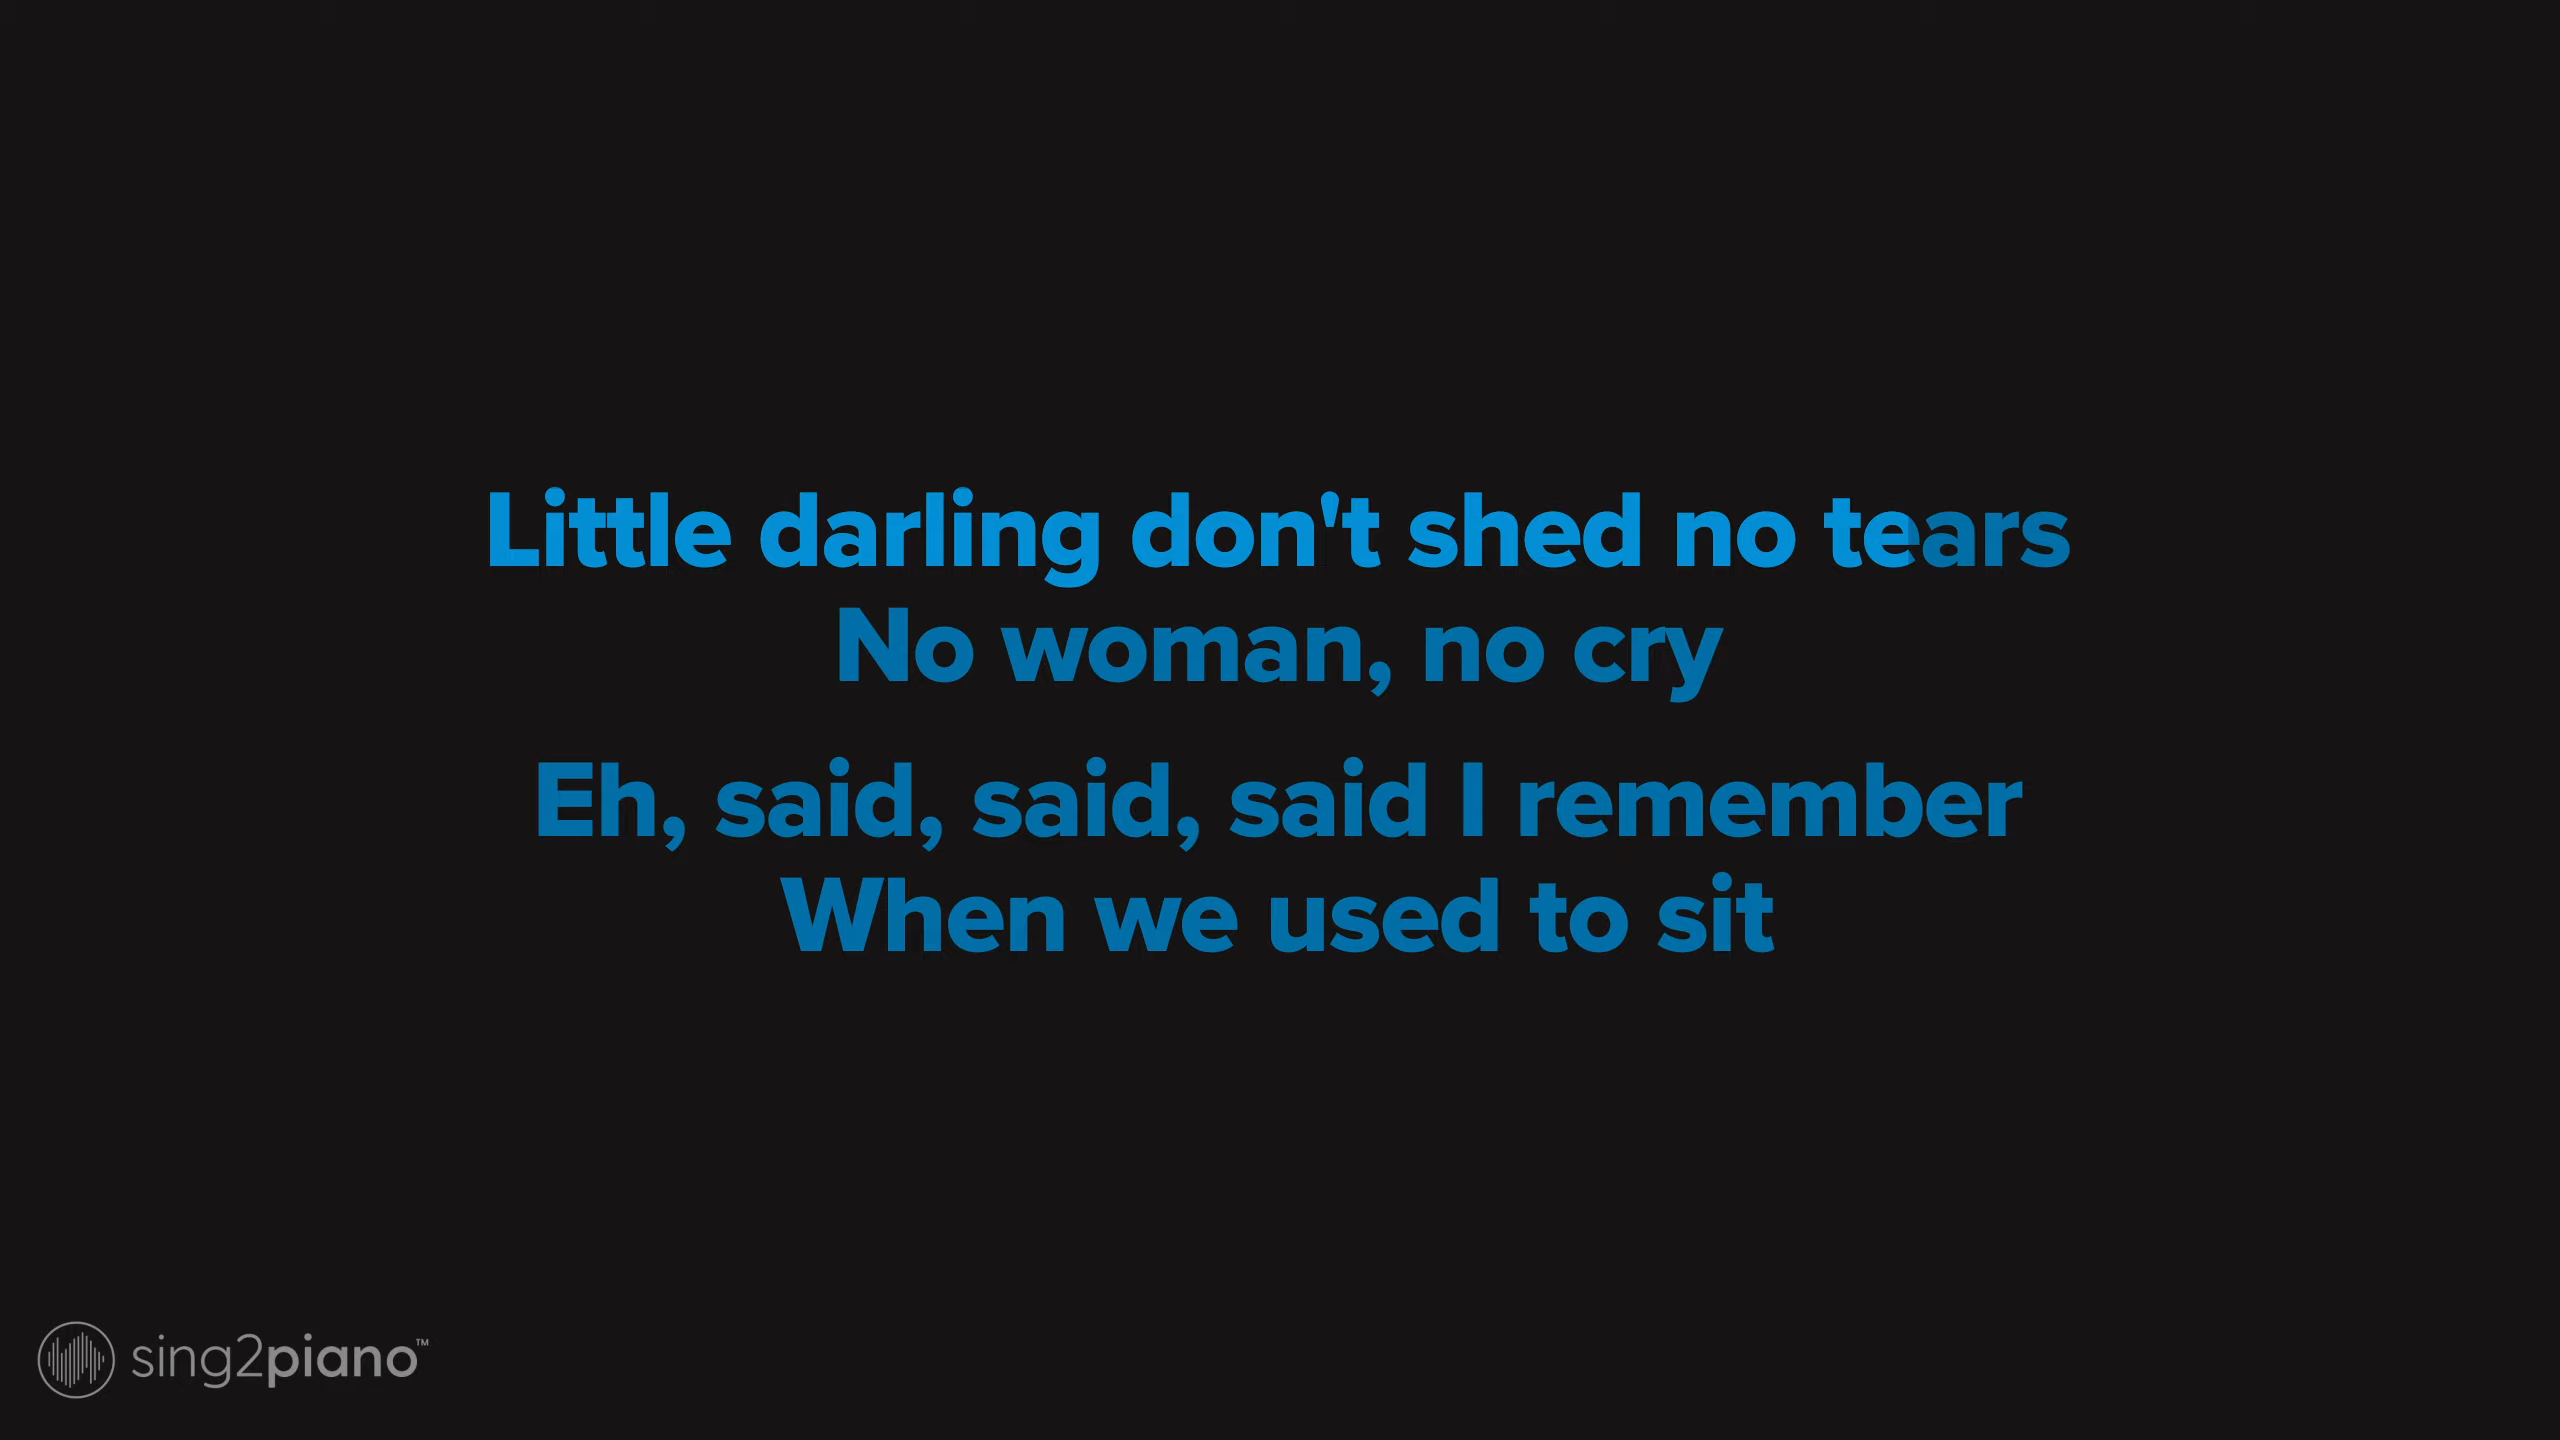 Little darling don't shed no tears
No woman, no cry
Eh, said, said, said I remember
When we used to sit
sing2piano™